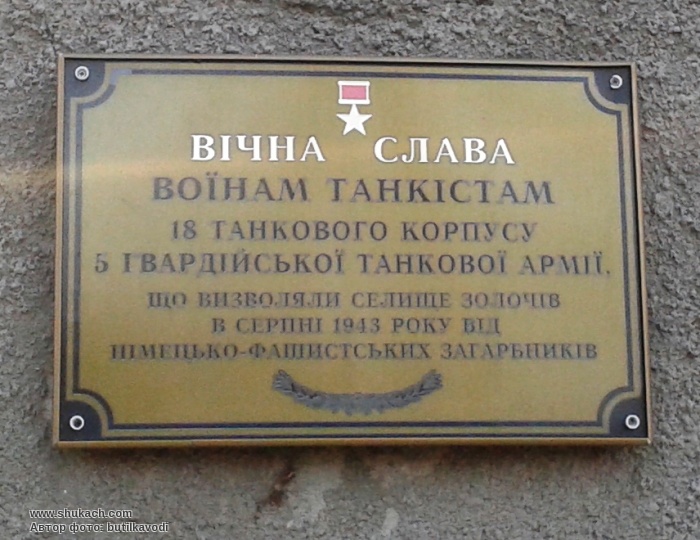 ВІЧНА СЛАВА
ВОЇНАМ ТАНКІСТАМ
18 ТАНКОВОГО КОРПУСУ
5 ГВАРДІЙСЬКОЇ ТАНКОВОЇ АРМІЇ,
ЩО ВИЗВОЛЯЛИ СЕЛИЩЕ ЗОЛОЧІВ
В СЕРПНІ 1943 РОКУ ВІД
НІМЕЦЬКО-ФАШИСТСЬКИХ ЗАГАРБНИКІВ
www.shukach.com
Автор фото: butilkavodi